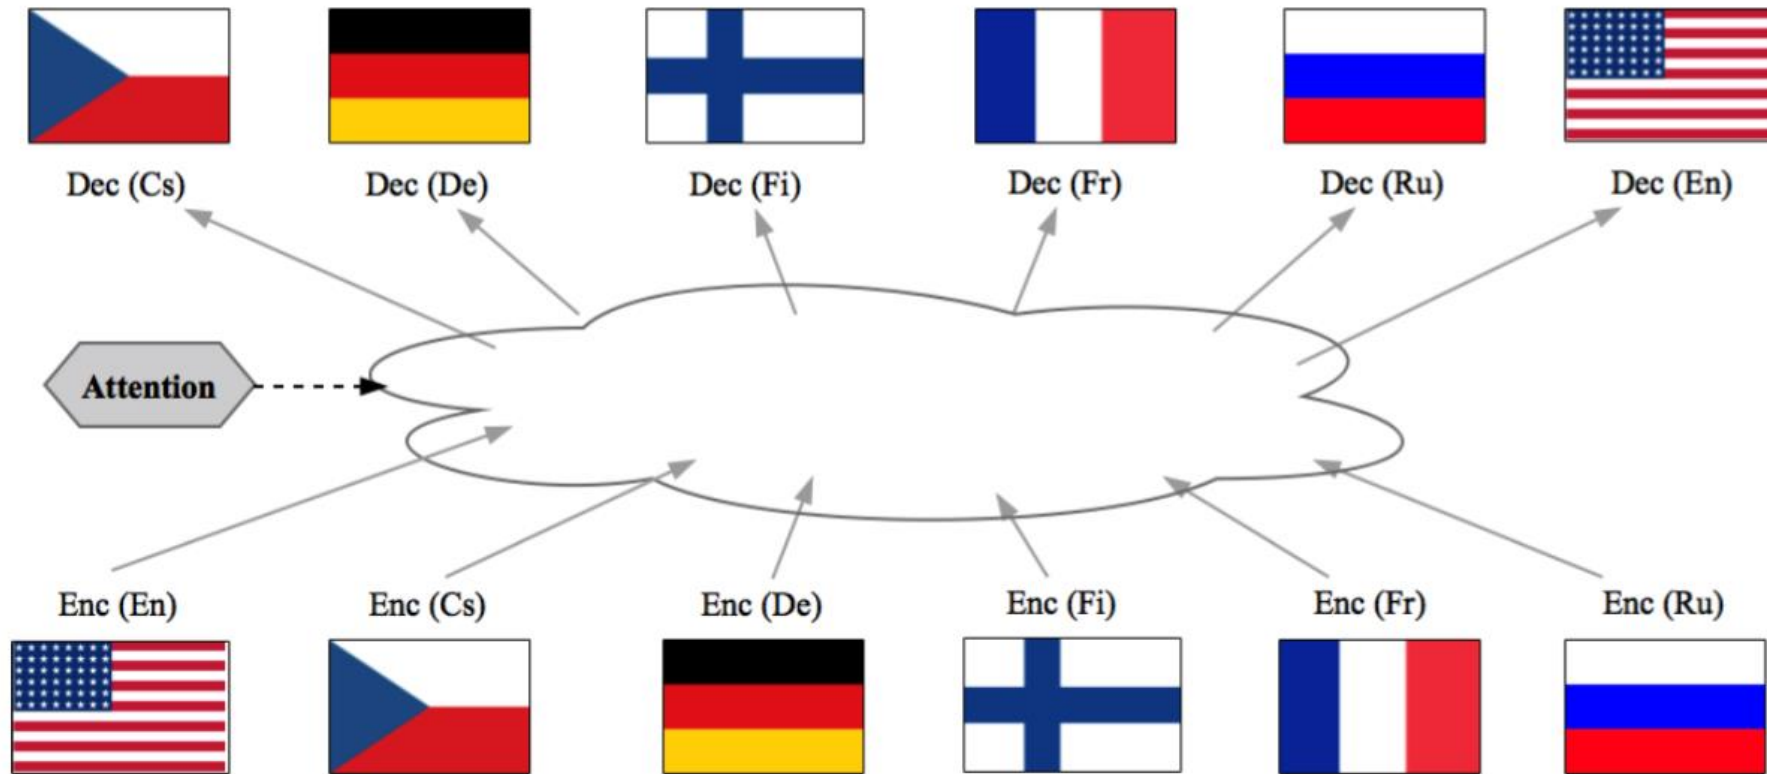 Dec (Cs) Dec (De) Dec (Fi) Dec (Fr) Dec (Ru) Dec (En)
Attention
Enc (En) Enc (Cs) Enc (De) Enc (Fi) Enc (Fr) Enc (Ru)